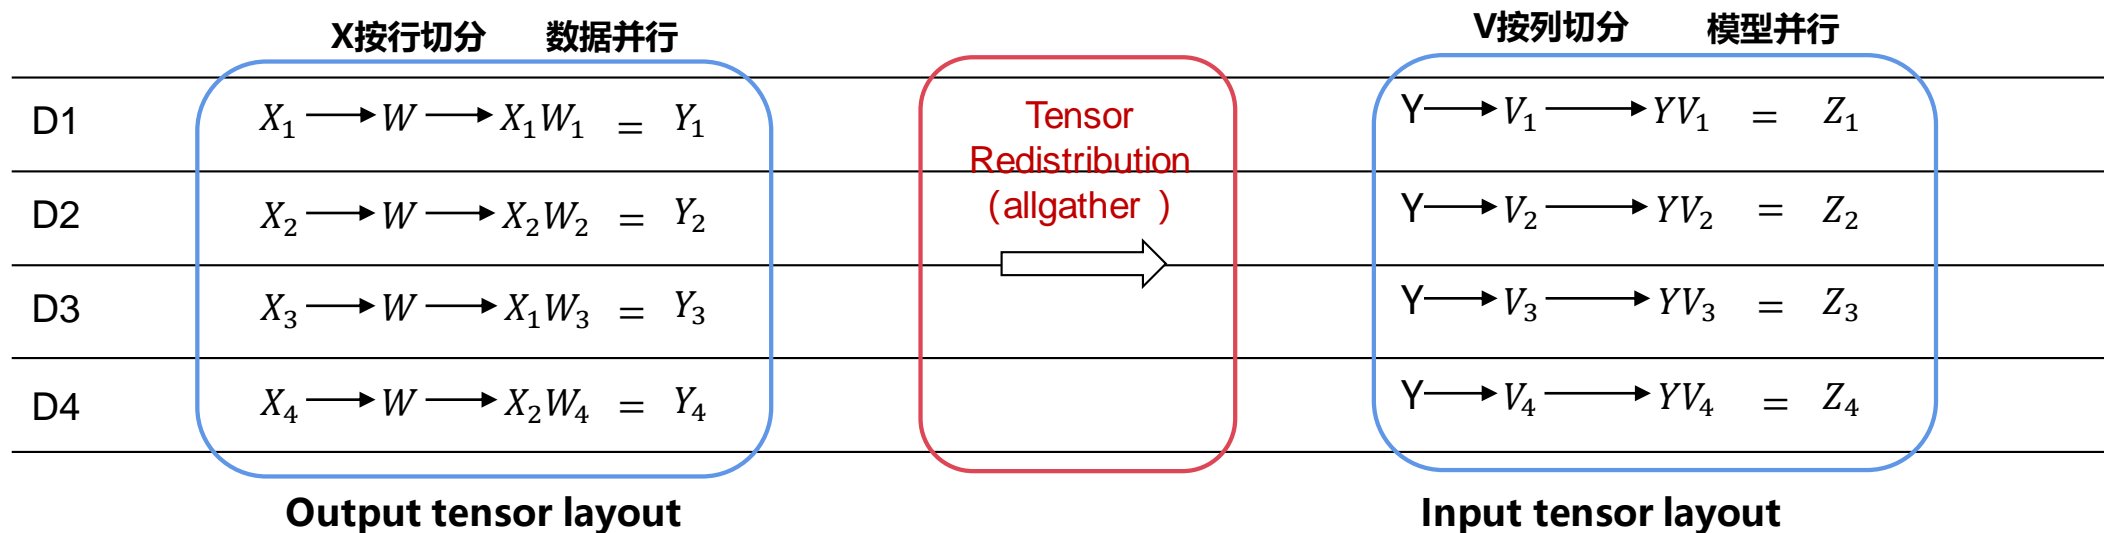 X按行切分 数据并行
V按列切分 模型并行
D1 X₁ → W → X₁W₁ = Y₁
Y → V₁ → YV₁ = Z₁
D2 X₂ → W → X₂W₂ = Y₂
Y → V₂ → YV₂ = Z₂
D3 X₃ → W → X₁W₃ = Y₃
Y → V₃ → YV₃ = Z₃
D4 X₄ → W → X₂W₄ = Y₄
Y → V₄ → YV₄ = Z₄
Tensor
Redistribution
(allgather )
Output tensor layout
Input tensor layout